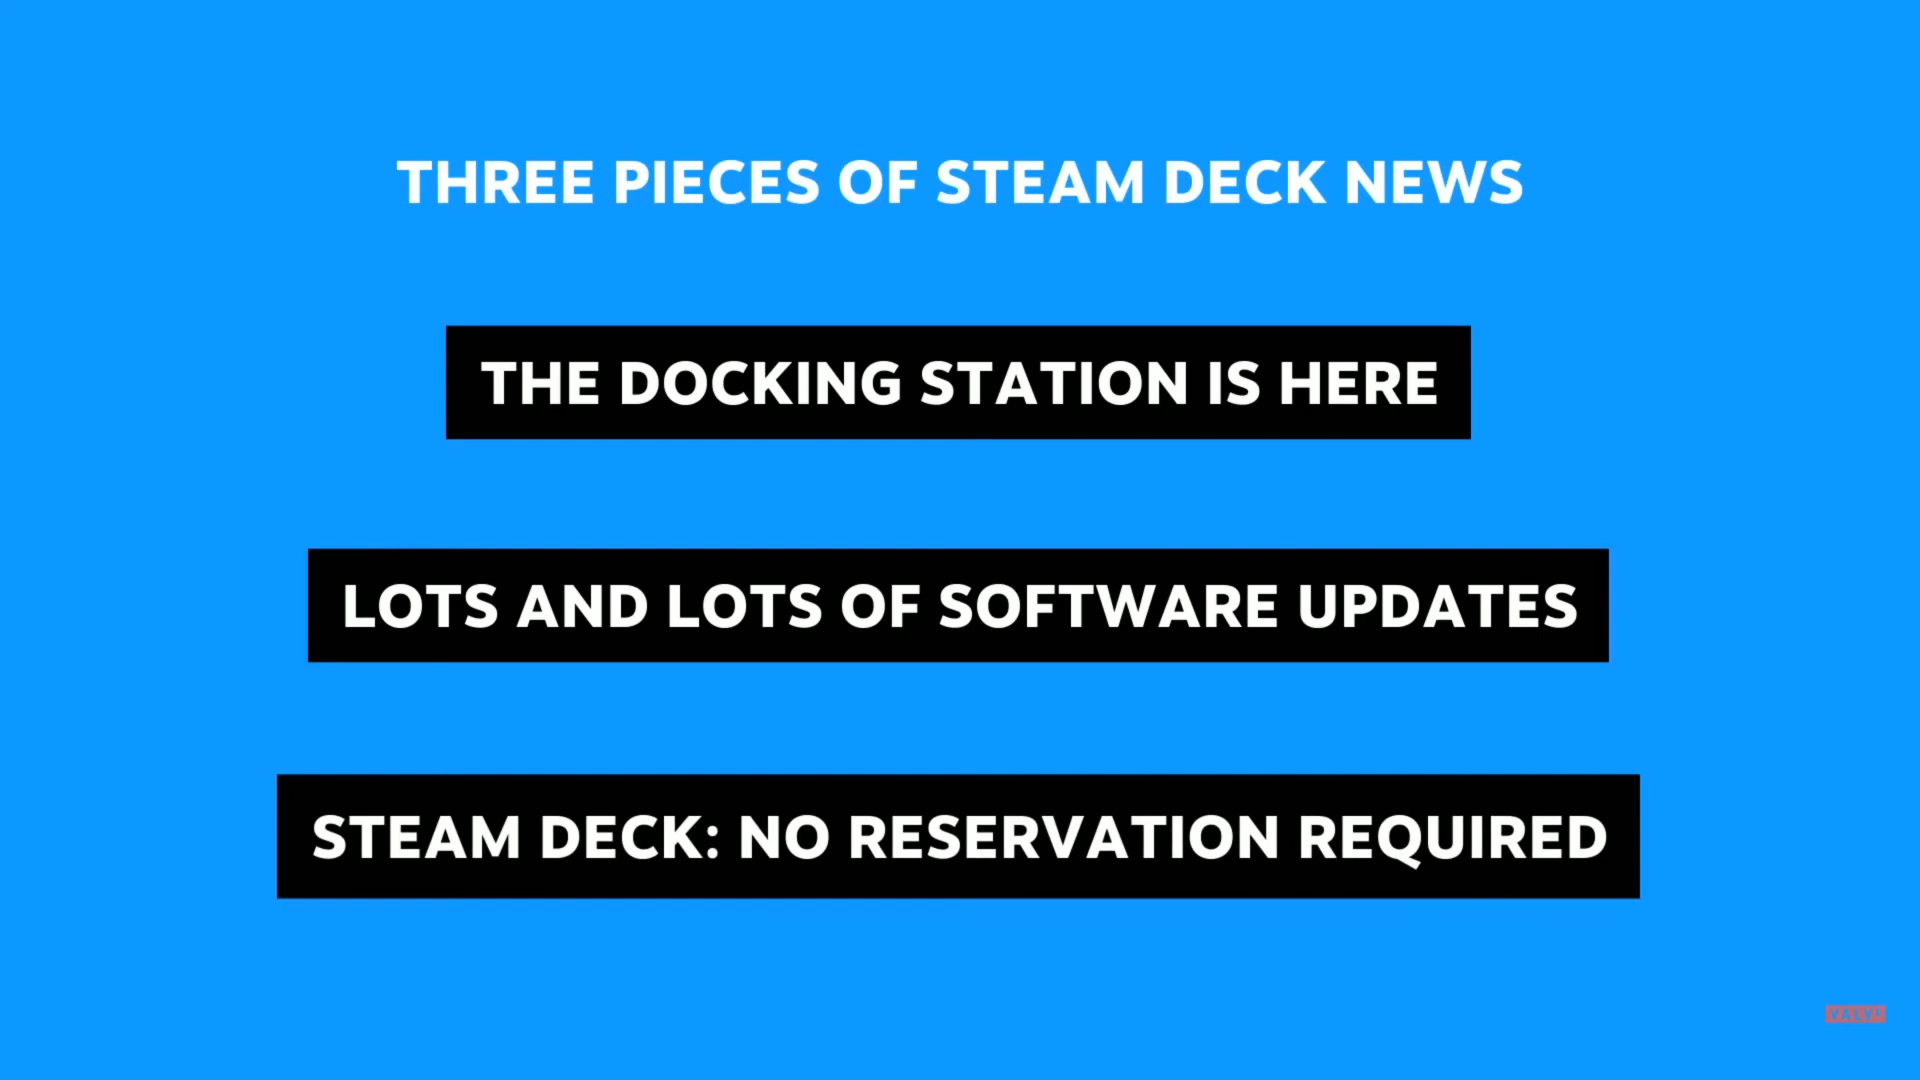 THREE PIECES OF STEAM DECK NEWS
THE DOCKING STATION IS HERE
LOTS AND LOTS OF SOFTWARE UPDATES
STEAM DECK: NO RESERVATION REQUIRED
VALVE